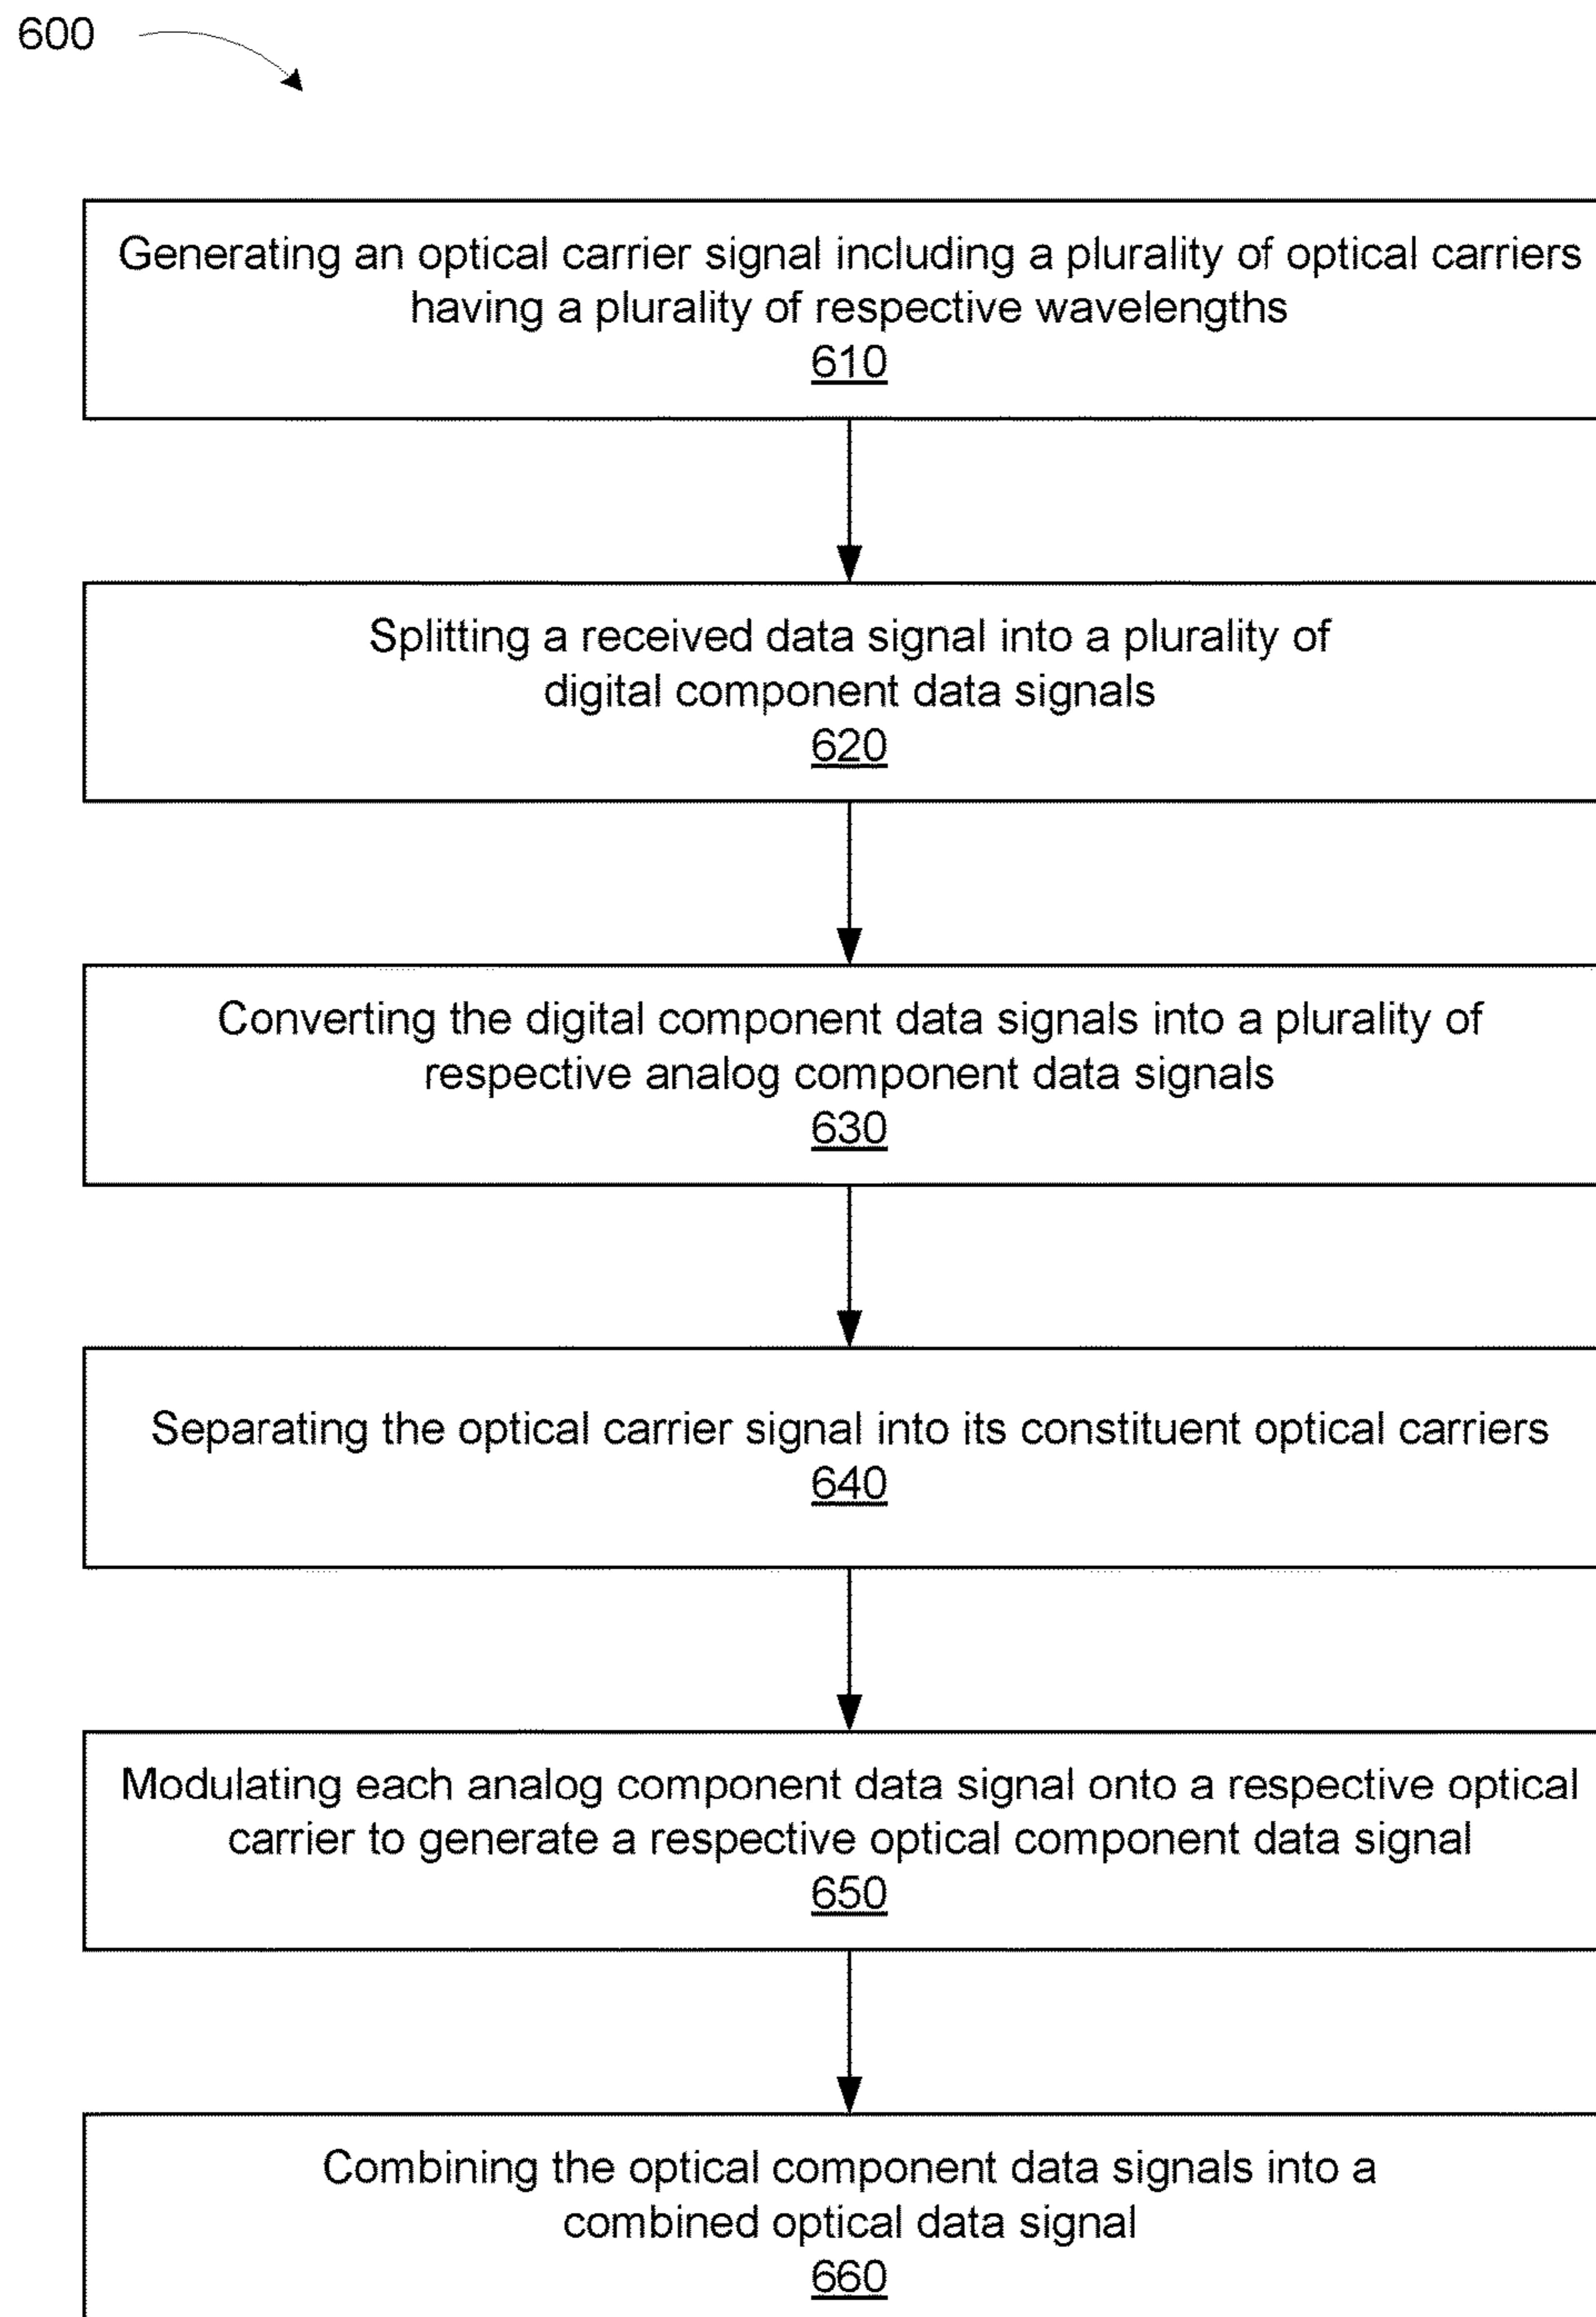 600
Generating an optical carrier signal including a plurality of optical carriers
having a plurality of respective wavelengths
610
Splitting a received data signal into a plurality of
digital component data signals
620
Converting the digital component data signals into a plurality of
respective analog component data signals
630
Separating the optical carrier signal into its constituent optical carriers
640
Modulating each analog component data signal onto a respective optical
carrier to generate a respective optical component data signal
650
Combining the optical component data signals into a
combined optical data signal
660